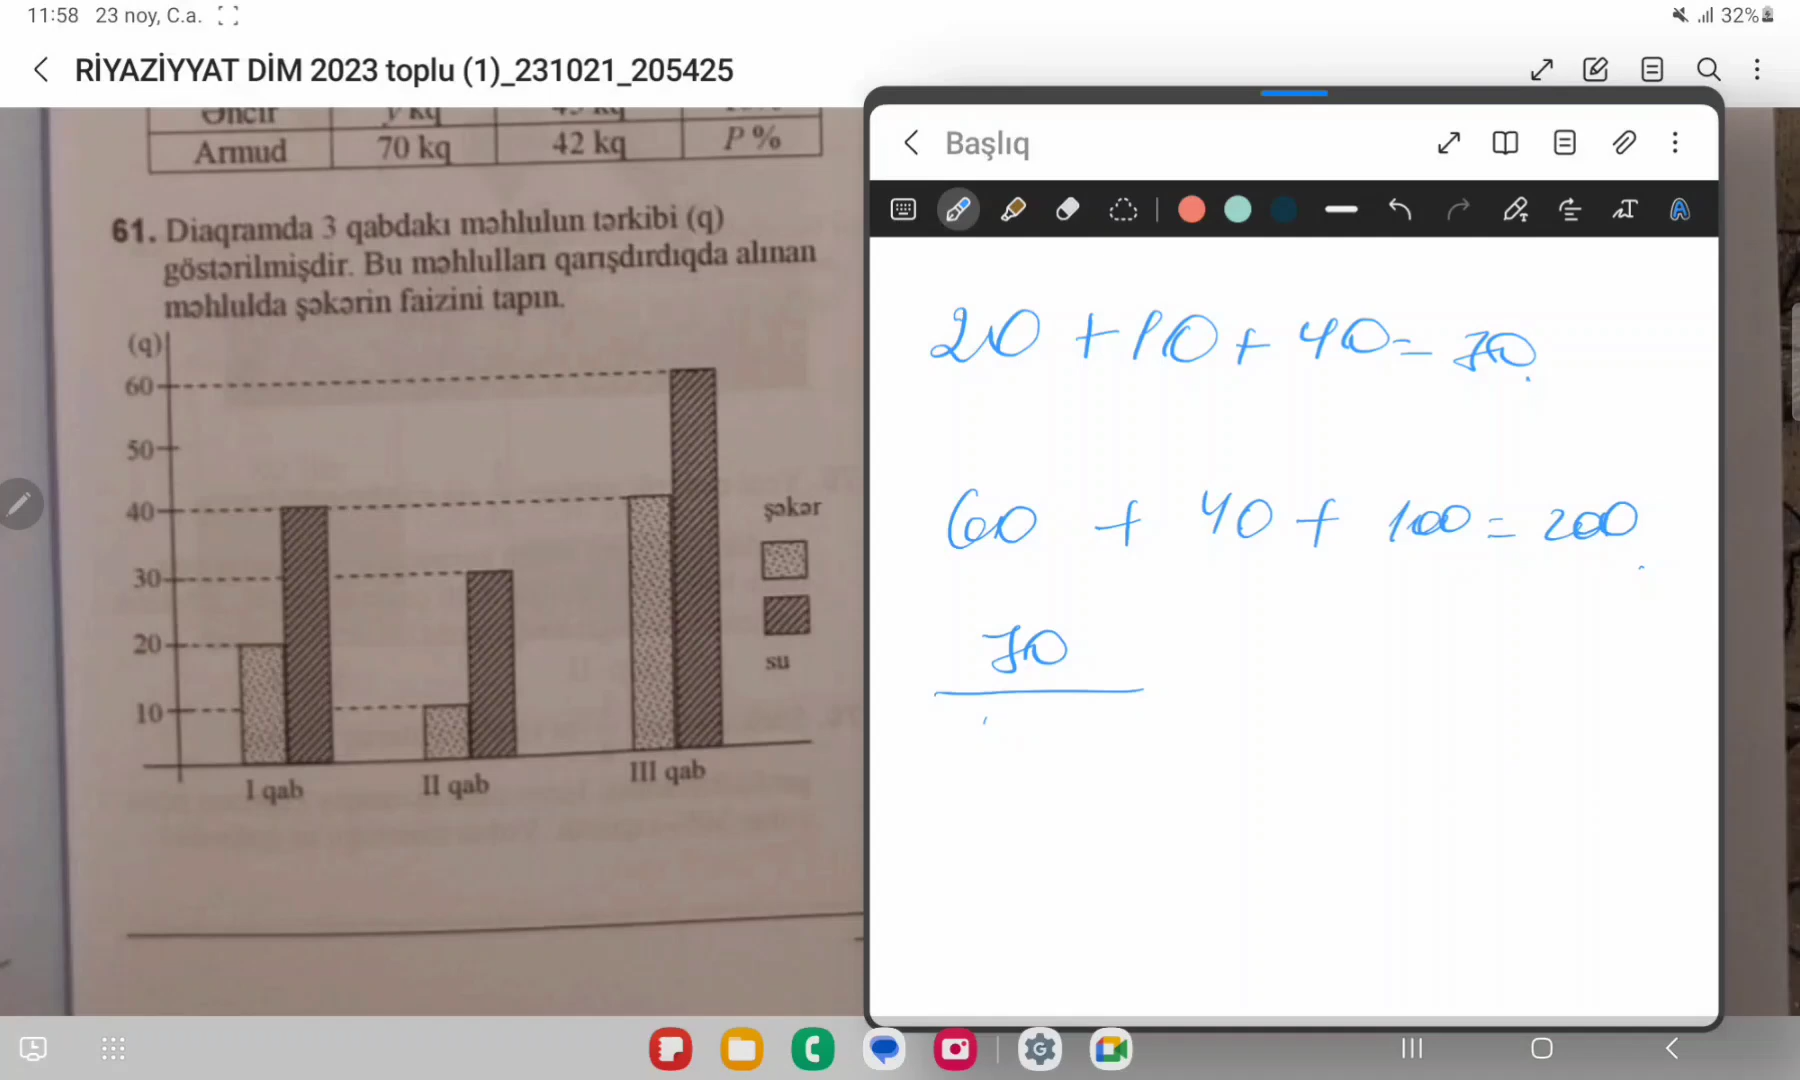 11:58 23 noy, C.a. 32%
RİYAZİYYAT DİM 2023 toplu (1)_231021_205425
Əncir y kq
Armud 70 kq 42 kq P %
61. Diaqramda 3 qabdakı məhlulun tərkibi (q)
göstərilmişdir. Bu məhlulları qarışdırdıqda alınan
məhlulda şəkərin faizini tapın.
(q)
60
50
40
30
20
10
I qab II qab III qab
şəkər
su
Başlıq
20 + 10 + 40 = 70
60 + 40 + 100 = 200
70